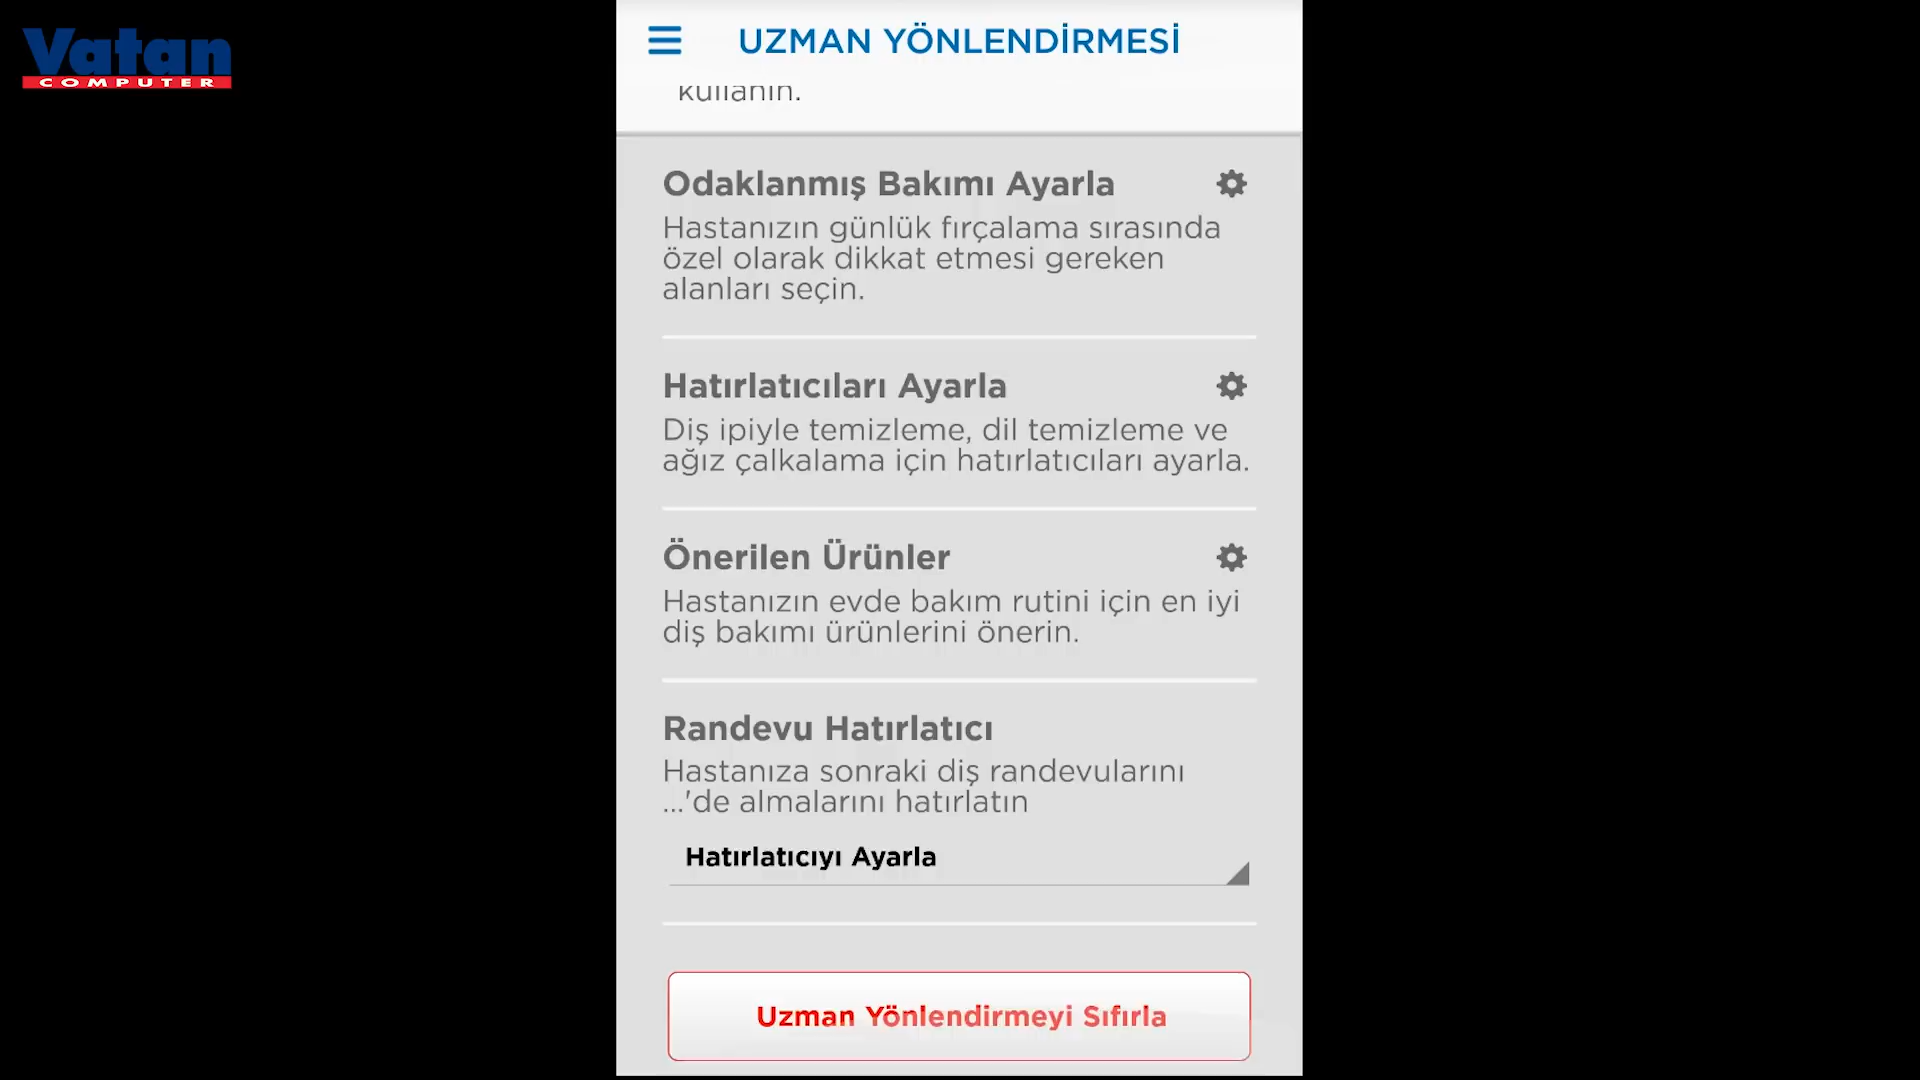 Vatan
COMPUTER
UZMAN YÖNLENDİRMESİ
kullanın.
Odaklanmış Bakımı Ayarla
Hastanızın günlük fırçalama sırasında
özel olarak dikkat etmesi gereken
alanları seçin.
Hatırlatıcıları Ayarla
Diş ipiyle temizleme, dil temizleme ve
ağız çalkalama için hatırlatıcıları ayarla.
Önerilen Ürünler
Hastanızın evde bakım rutini için en iyi
diş bakımı ürünlerini önerin.
Randevu Hatırlatıcı
Hastanıza sonraki diş randevularını
...'de almalarını hatırlatın
Hatırlatıcıyı Ayarla
Uzman Yönlendirmeyi Sıfırla